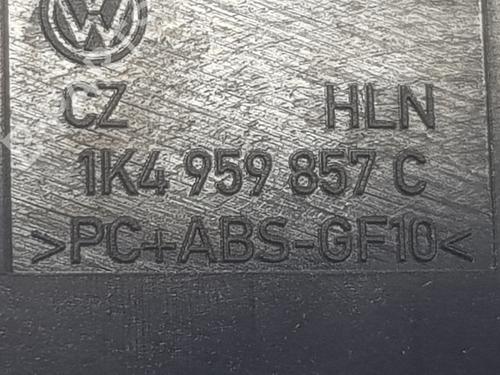 CZ HLN
1K4 959 857 C
>PC+ABS-GF10<